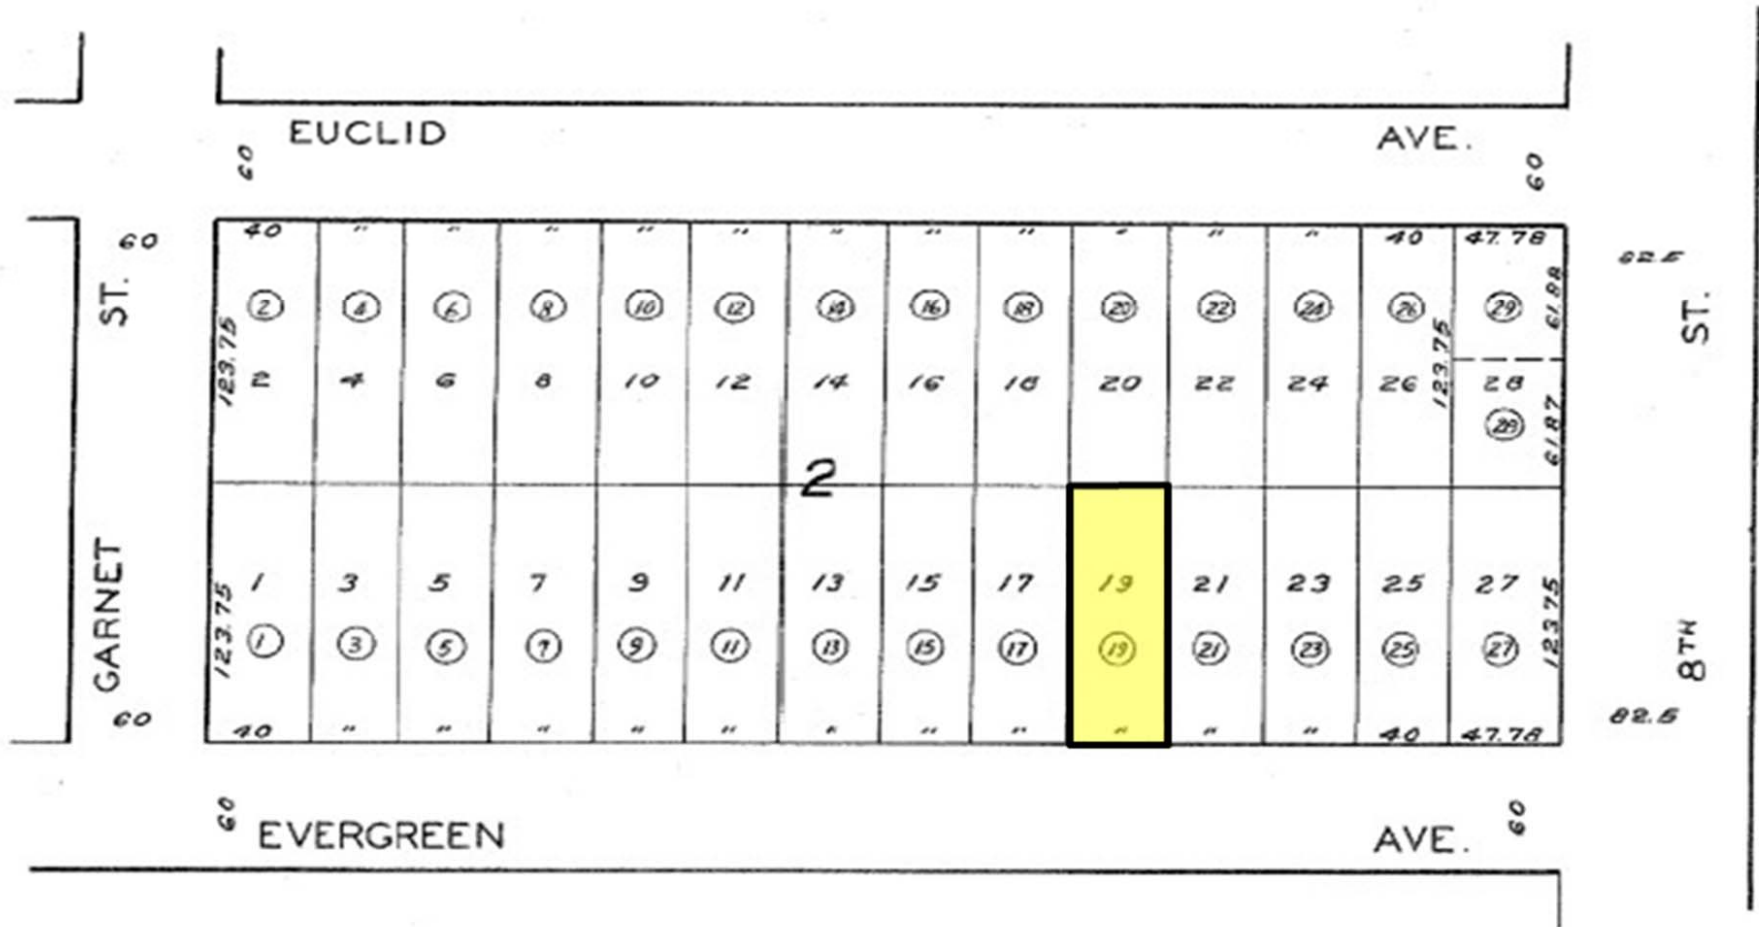 EUCLID AVE.
60 60
60 40 " " " " " " " " " " " 40 47.78 82.5
ST. 123.75 2 4 6 8 10 12 14 16 18 20 22 24 26 29 61.88 ST.
2 4 6 8 10 12 14 16 18 20 22 24 26 123.75 28
28 61.87
2
GARNET 123.75 1 3 5 7 9 11 13 15 17 19 21 23 25 27 123.75 8TH
1 3 5 7 9 11 13 15 17 19 21 23 25 27
60 40 " " " " " " " " " " " 40 47.78 82.5
60 60
EVERGREEN AVE.